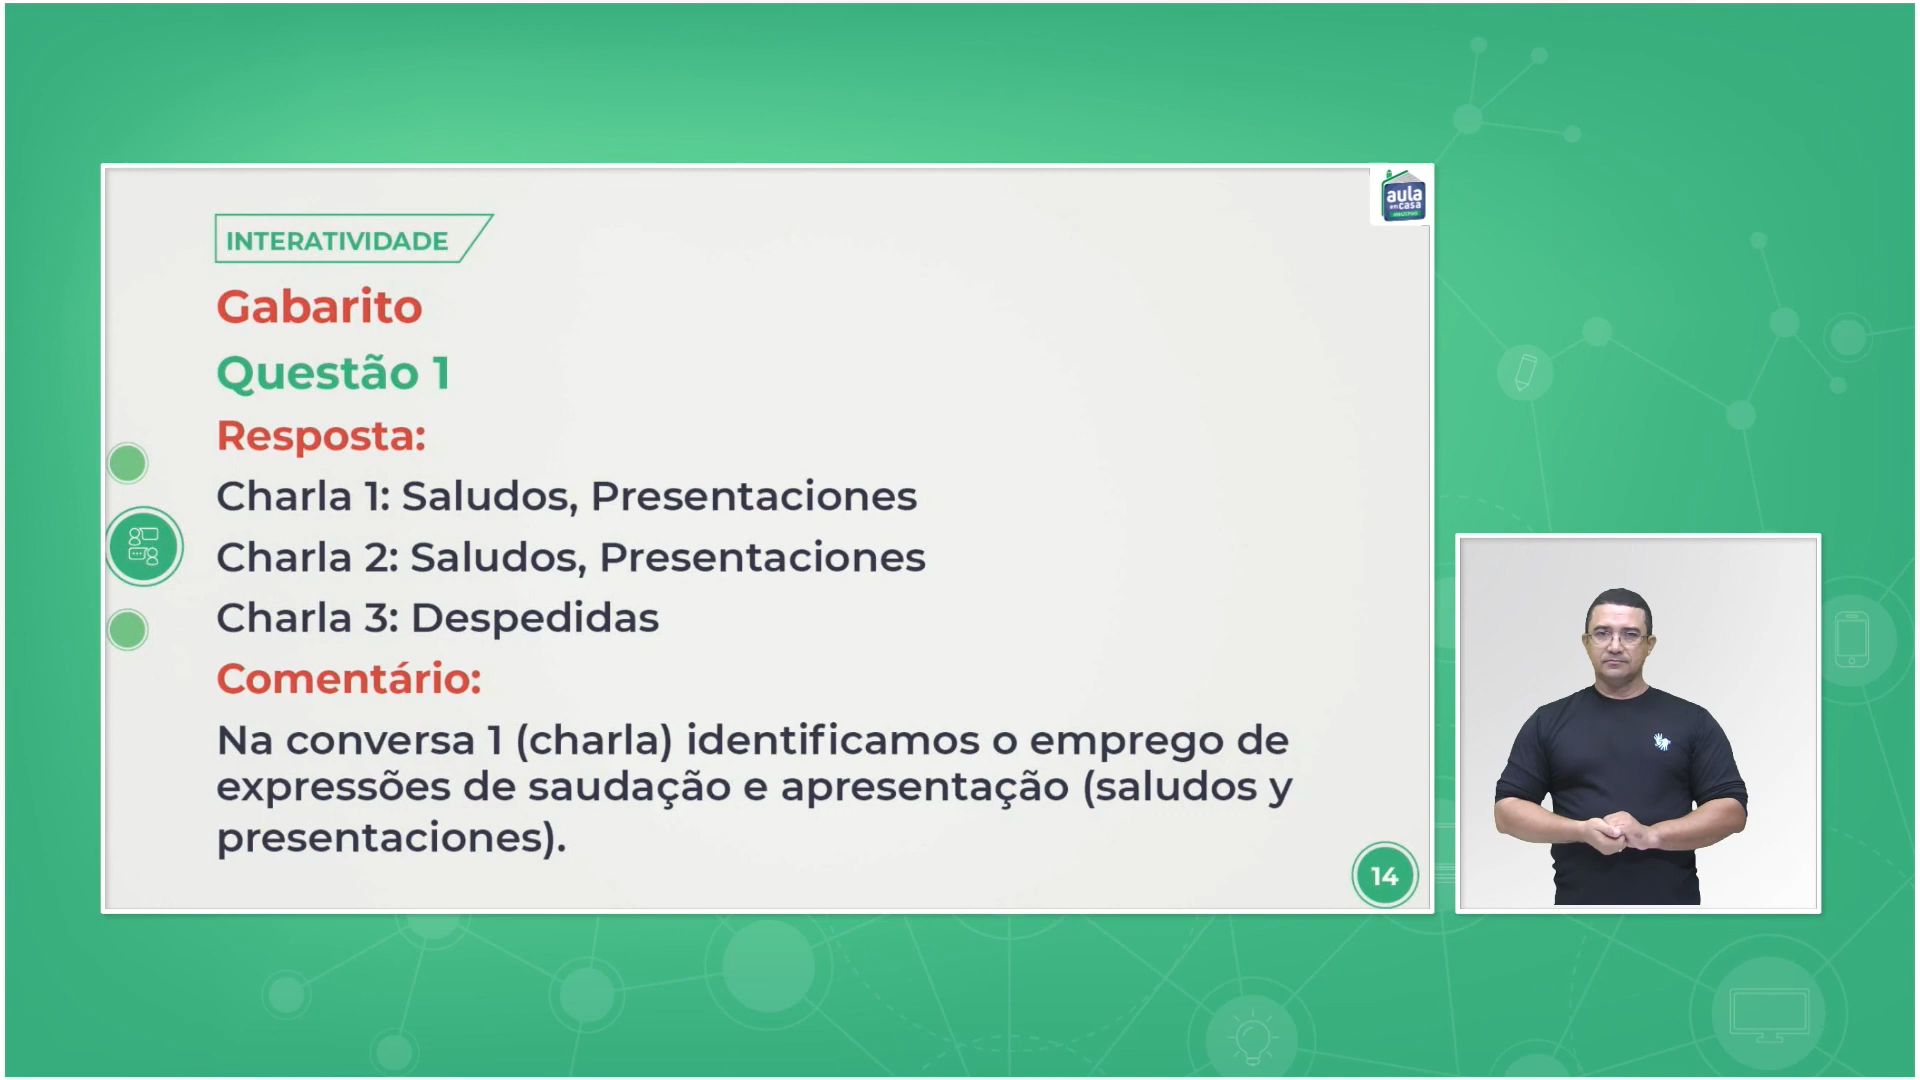 aula
em casa
INTERATIVIDADE
Gabarito
Questão 1
Resposta:
Charla 1: Saludos, Presentaciones
Charla 2: Saludos, Presentaciones
Charla 3: Despedidas
Comentário:
Na conversa 1 (charla) identificamos o emprego de
expressões de saudação e apresentação (saludos y
presentaciones).
14